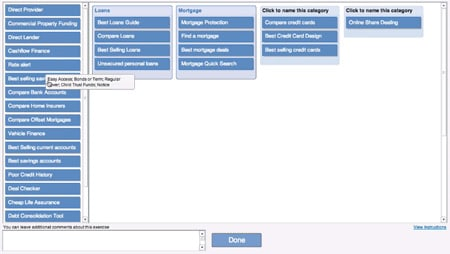 Direct Provider
Commercial Property Funding
Direct Lender
Cashflow Finance
Rate alert
Best selling
Easy Access; Bonds or Term; Regular
Child Trust Funds; Notice
Compare Bank Accounts
Compare Home Insurers
Compare Offset Mortgages
Vehicle Finance
Best Selling current accounts
Best savings accounts
Poor Credit History
Deal Checker
Cheap Life Assurance
Debt Consolidation Tool
Loans
Best Loans Guide
Compare Loans
Best Selling Loans
Unsecured personal loans
Mortgage
Mortgage Protection
Find a mortgage
Best mortgage deals
Mortgage Quick Search
Click to name this category
Compare credit cards
Best Credit Card Design
Best selling credit cards
Click to name this category
Online Share Dealing
You can leave additional comments about this exercise
View Instructions
Done